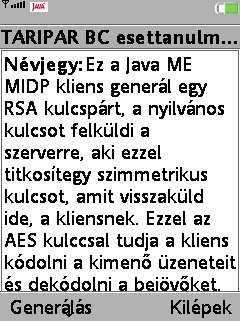 JAVA
TARIPAR BC esettanulm...
Névjegy: Ez a Java ME
MIDP kliens generál egy
RSA kulcspárt, a nyilvános
kulcsot felküldi a
szerverre, aki ezzel
titkosítegy szimmetrikus
kulcsot, amit visszaküld
ide, a kliensnek. Ezzel az
AES kulccsal tudja a kliens
kódolni a kimenő üzeneteit
és dekódolni a bejövőket.
Generálás Kilépek